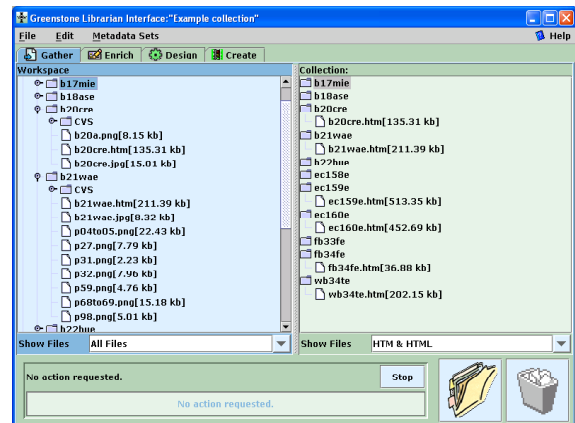 Greenstone Librarian Interface:"Example collection"
File Edit Metadata Sets Help
Gather Enrich Design Create
Workspace
b17mie
b18ase
b20cre
CVS
b20a.png[8.15 kb]
b20cre.htm[135.31 kb]
b20cre.jpg[15.01 kb]
b21wae
CVS
b21wae.htm[211.39 kb]
b21wae.jpg[8.32 kb]
p04to05.png[22.43 kb]
p27.png[7.79 kb]
p31.png[2.23 kb]
p32.png[7.96 kb]
p59.png[4.76 kb]
p68to69.png[15.18 kb]
p98.png[5.01 kb]
b22hue
Show Files All Files
Collection:
b17mie
b18ase
b20cre
b20cre.htm[135.31 kb]
b21wae
b21wae.htm[211.39 kb]
b22hue
ec158e
ec159e
ec159e.htm[513.35 kb]
ec160e
ec160e.htm[452.69 kb]
fb33fe
fb34fe
fb34fe.htm[36.88 kb]
wb34te
wb34te.htm[202.15 kb]
Show Files HTM & HTML
No action requested.
Stop
No action requested.